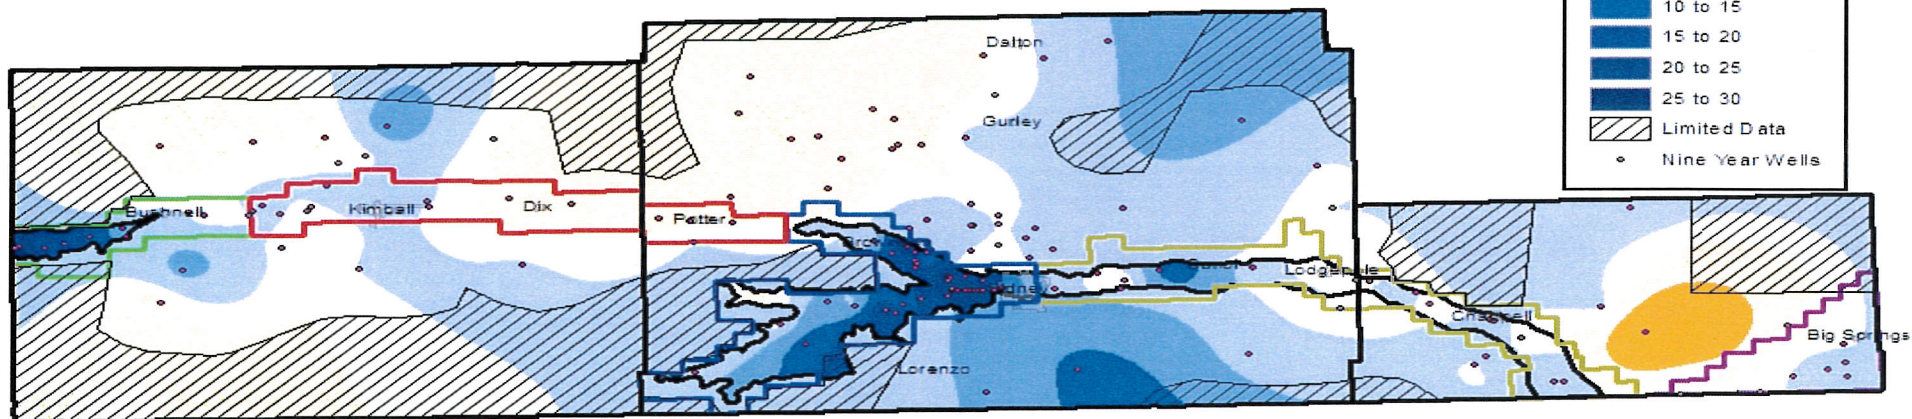 10 to 15
15 to 20
20 to 25
25 to 30
Limited Data
Nine Year Wells
Dalton
Gurley
Bushnell
Kimball
Dix
Potter
Lodgepole
Chappell
Big Springs
Lorenzo